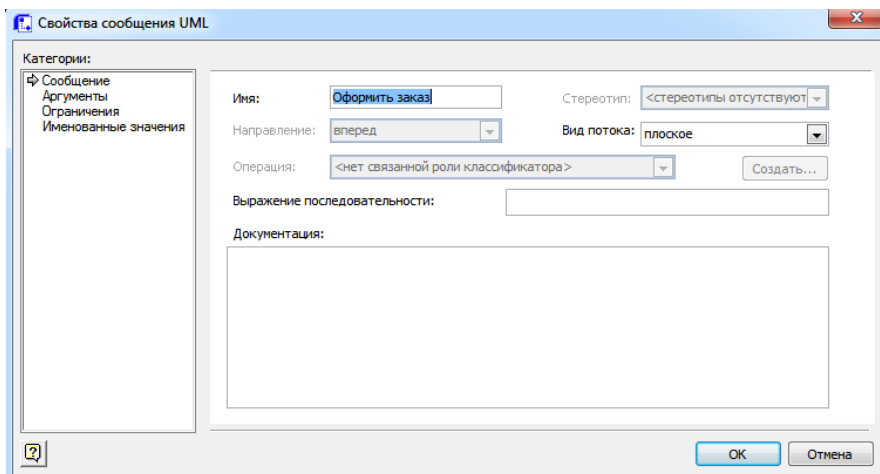 Свойства сообщения UML
Категории:
Сообщение
Аргументы
Ограничения
Именованные значения
Имя: Оформить заказ Стереотип: <стереотипы отсутствуют
Направление: вперед Вид потока: плоское
Операция: <нет связанной роли классификатора> Создать...
Выражение последовательности:
Документация:
OK Отмена